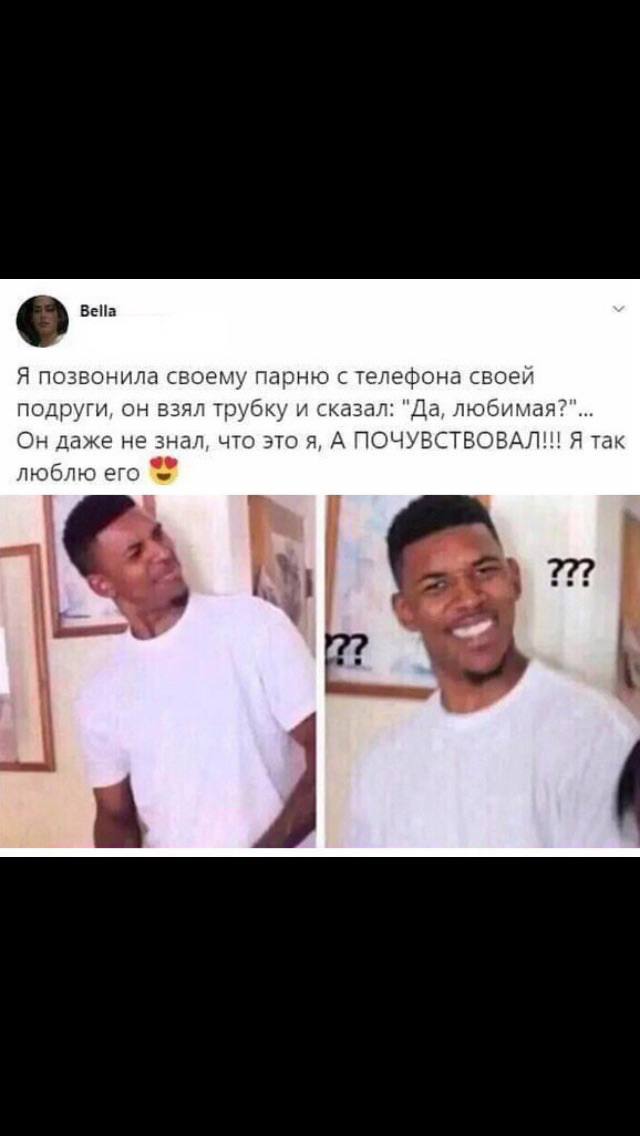 Bella
Я позвонила своему парню с телефона своей
подруги, он взял трубку и сказал: "Да, любимая?"...
Он даже не знал, что это я, А ПОЧУВСТВОВАЛ!!! Я так
люблю его 😍
???
???